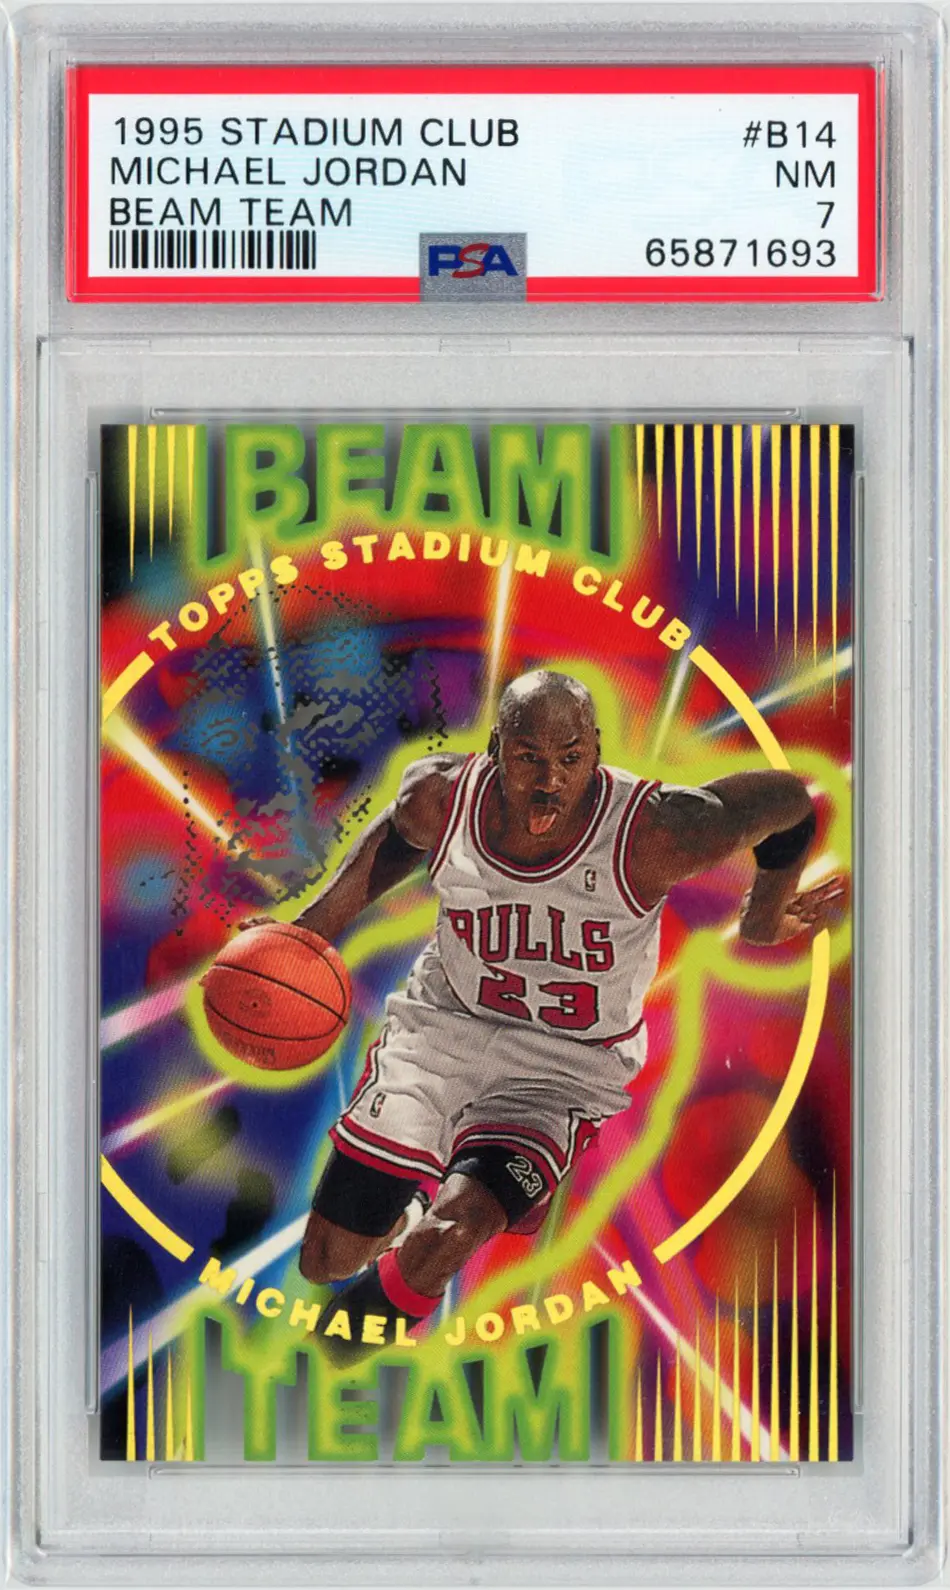 1995 STADIUM CLUB #B14
MICHAEL JORDAN NM
BEAM TEAM 7
65871693
PSA
BEAM
TOPPS STADIUM CLUB
BULLS
23
23
MICHAEL JORDAN
TEAM